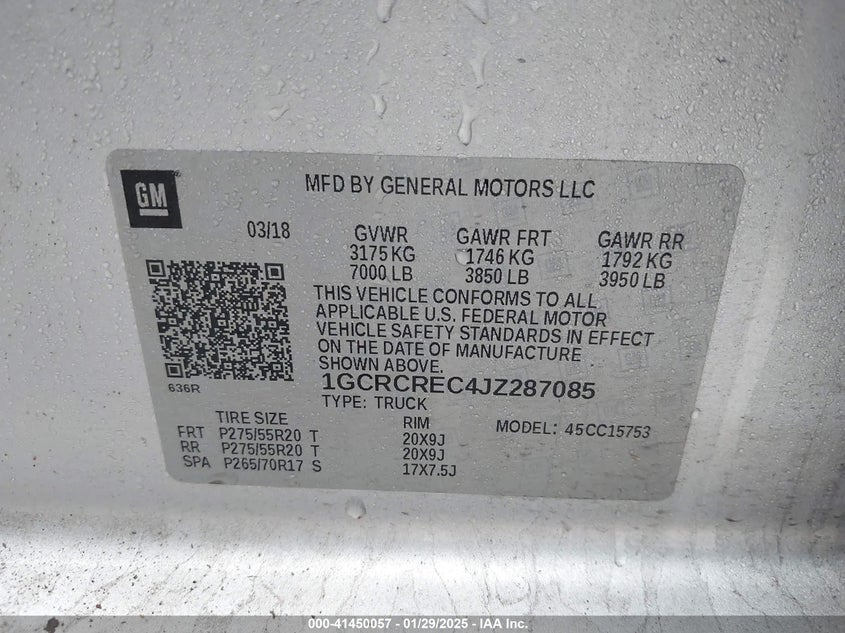 GM
MFD BY GENERAL MOTORS LLC
03/18 GVWR GAWR FRT GAWR RR
3175 KG 1746 KG 1792 KG
7000 LB 3850 LB 3950 LB
THIS VEHICLE CONFORMS TO ALL
APPLICABLE U.S. FEDERAL MOTOR
VEHICLE SAFETY STANDARDS IN EFFECT
ON THE DATE OF MANUFACTURE
SHOWN ABOVE.
636R
1GCRCREC4JZ287085
TYPE: TRUCK
TIRE SIZE RIM MODEL: 45CC15753
FRT P275/55R20 T 20X9J
RR P275/55R20 T 20X9J
SPA P265/70R17 S 17X7.5J
000-41450057 - 01/29/2025 - IAA Inc.